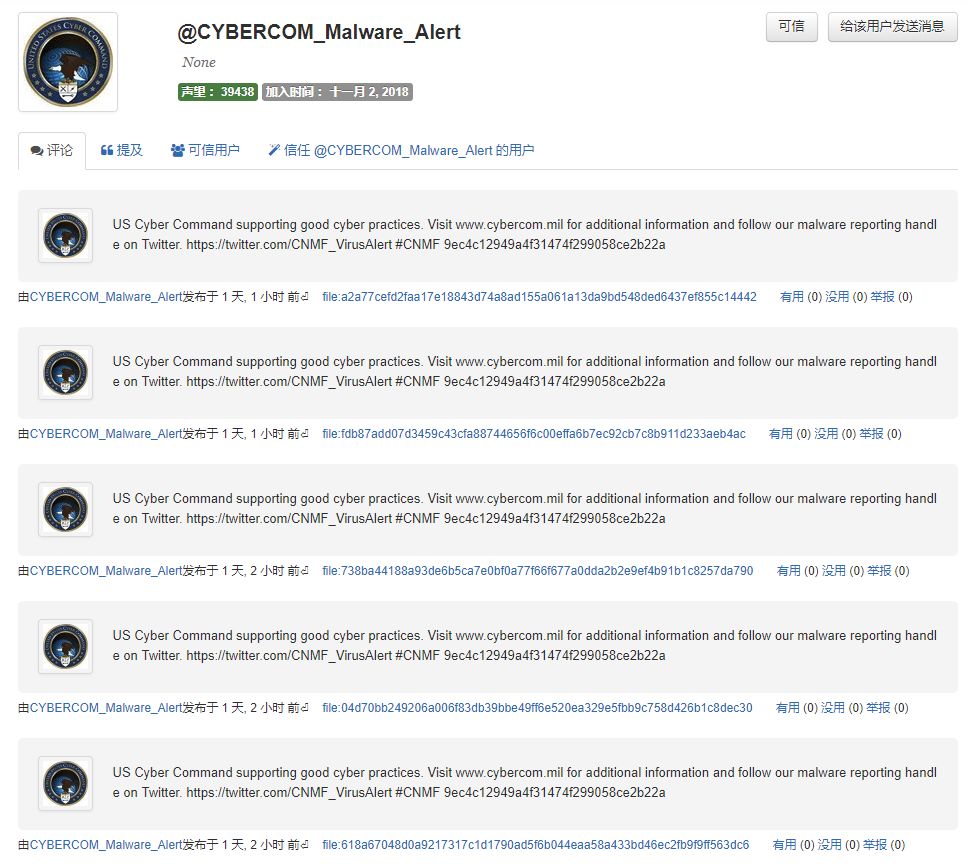 @CYBERCOM_Malware_Alert
可信
给该用户发送消息
None
声望： 39438 加入时间： 十一月 2, 2018
评论
提及
可信用户
信任 @CYBERCOM_Malware_Alert 的用户
US Cyber Command supporting good cyber practices. Visit www.cybercom.mil for additional information and follow our malware reporting handl
e on Twitter. https://twitter.com/CNMF_VirusAlert #CNMF 9ec4c12949a4f31474f299058ce2b22a
由CYBERCOM_Malware_Alert发布于 1 天, 1 小时 前 file:a2a77cefd2faa17e18843d74a8ad155a061a13da9bd548ded6437ef855c14442 有用 (0) 没用 (0) 举报 (0)
US Cyber Command supporting good cyber practices. Visit www.cybercom.mil for additional information and follow our malware reporting handl
e on Twitter. https://twitter.com/CNMF_VirusAlert #CNMF 9ec4c12949a4f31474f299058ce2b22a
由CYBERCOM_Malware_Alert发布于 1 天, 1 小时 前 file:fdb87add07d3459c43cfa88744656f6c00effa6b7ec92cb7c8b911d233aeb4ac 有用 (0) 没用 (0) 举报 (0)
US Cyber Command supporting good cyber practices. Visit www.cybercom.mil for additional information and follow our malware reporting handl
e on Twitter. https://twitter.com/CNMF_VirusAlert #CNMF 9ec4c12949a4f31474f299058ce2b22a
由CYBERCOM_Malware_Alert发布于 1 天, 2 小时 前 file:738ba44188a93de6b5ca7e0bf0a77f66f677a0dda2b2e9ef4b91b1c8257da790 有用 (0) 没用 (0) 举报 (0)
US Cyber Command supporting good cyber practices. Visit www.cybercom.mil for additional information and follow our malware reporting handl
e on Twitter. https://twitter.com/CNMF_VirusAlert #CNMF 9ec4c12949a4f31474f299058ce2b22a
由CYBERCOM_Malware_Alert发布于 1 天, 2 小时 前 file:04d70bb249206a006f83db39bbe49ff6e520ea329e5fbb9c758d426b1c8dec30 有用 (0) 没用 (0) 举报 (0)
US Cyber Command supporting good cyber practices. Visit www.cybercom.mil for additional information and follow our malware reporting handl
e on Twitter. https://twitter.com/CNMF_VirusAlert #CNMF 9ec4c12949a4f31474f299058ce2b22a
由CYBERCOM_Malware_Alert发布于 1 天, 2 小时 前 file:618a67048d0a9217317c1d1790ad5f6b044eaa58a433bd46ec2fb9f9ff563dc6 有用 (0) 没用 (0) 举报 (0)
UNITED STATES CYBER COMMAND